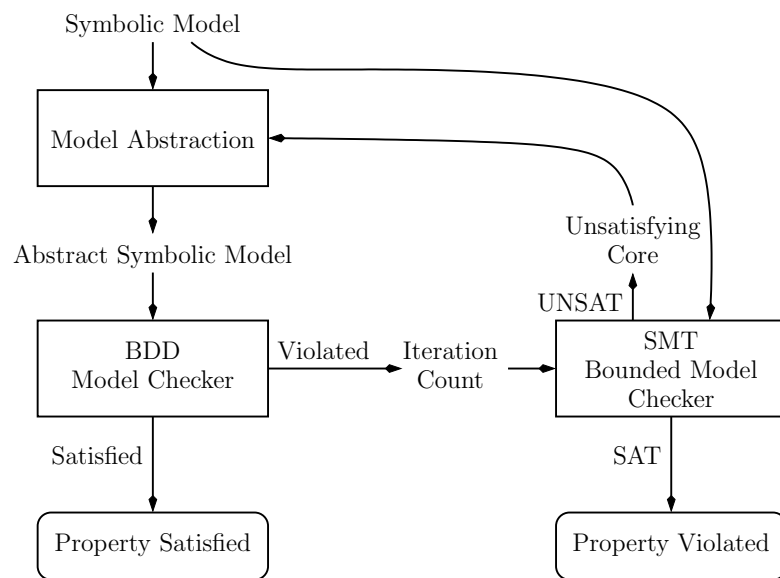 Symbolic Model
Model Abstraction
Unsatisfying
Core
Abstract Symbolic Model
UNSAT
BDD
Model Checker
Violated
Iteration
Count
SMT
Bounded Model
Checker
Satisfied
SAT
Property Satisfied
Property Violated